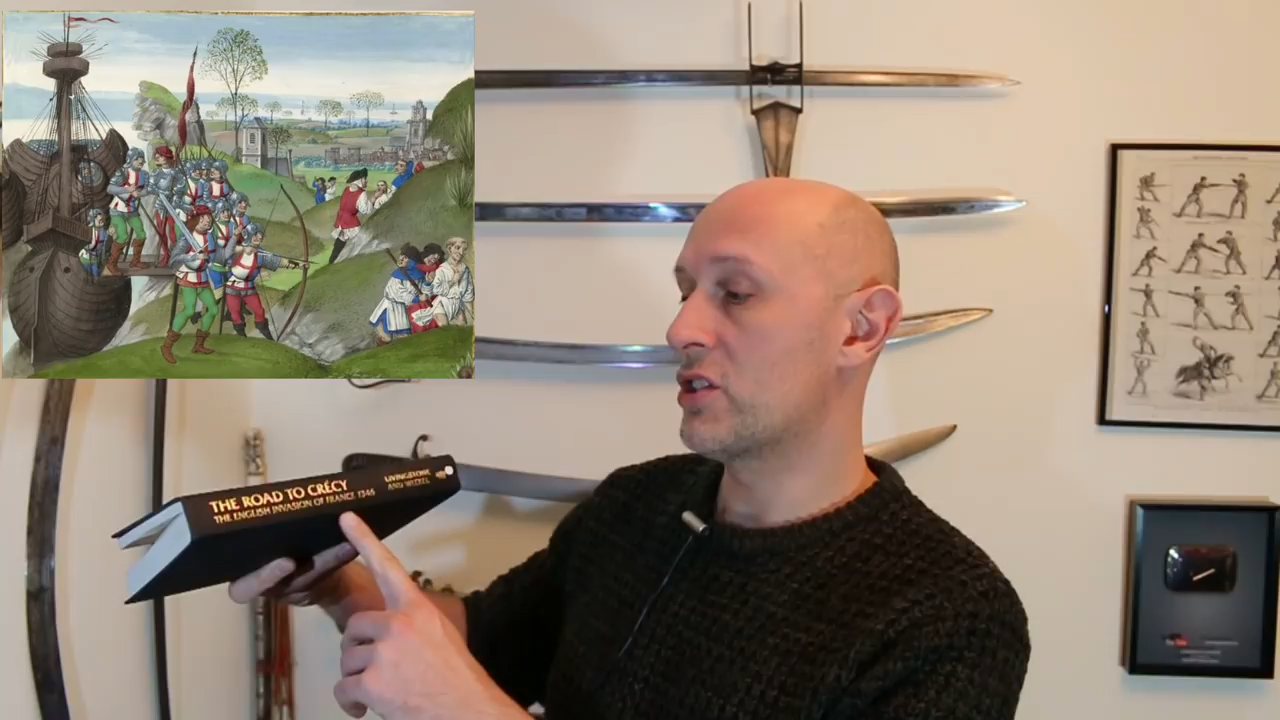 THE ROAD TO CRÉCY
THE ENGLISH INVASION OF FRANCE 1346
LIVINGSTONE
AND WITZEL